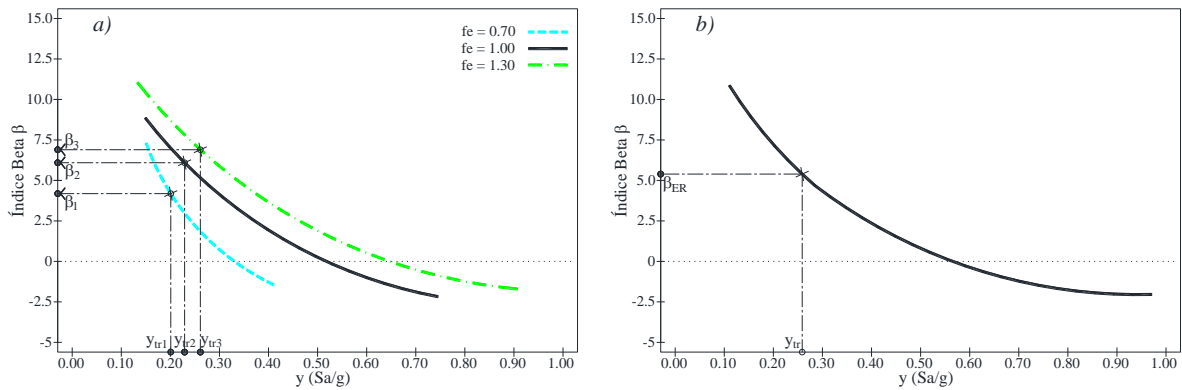 a)
fe = 0.70
fe = 1.00
fe = 1.30
Índice Beta β
15.0
12.5
10.0
7.5
5.0
2.5
0
-2.5
-5
β3
β2
β1
ytr1 ytr2 ytr3
0.00 0.10 0.20 0.30 0.40 0.50 0.60 0.70 0.80 0.90 1.00
y (Sa/g)
b)
Índice Beta β
15.0
12.5
10.0
7.5
5.0
2.5
0
-2.5
-5
βER
ytr
0.00 0.10 0.20 0.30 0.40 0.50 0.60 0.70 0.80 0.90 1.00
y (Sa/g)